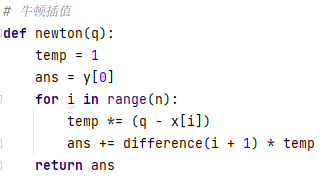 # 牛顿插值
def newton(q):
    temp = 1
    ans = y[0]
    for i in range(n):
        temp *= (q - x[i])
        ans += difference(i + 1) * temp
    return ans